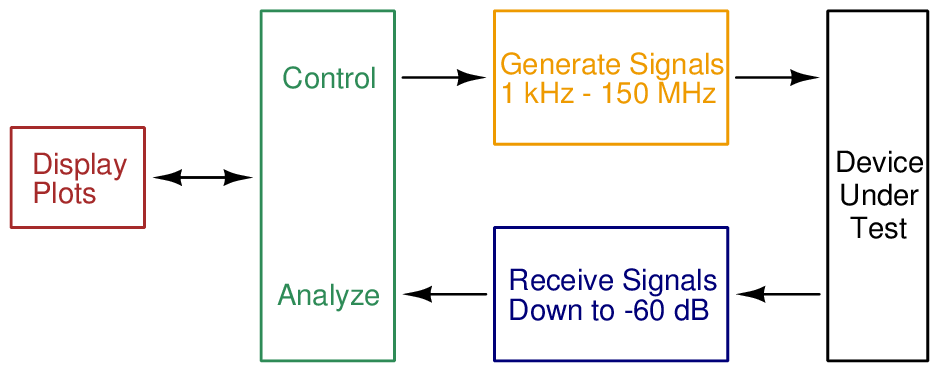 Control
Generate Signals
1 kHz - 150 MHz
Display
Plots
Device
Under
Test
Analyze
Receive Signals
Down to -60 dB